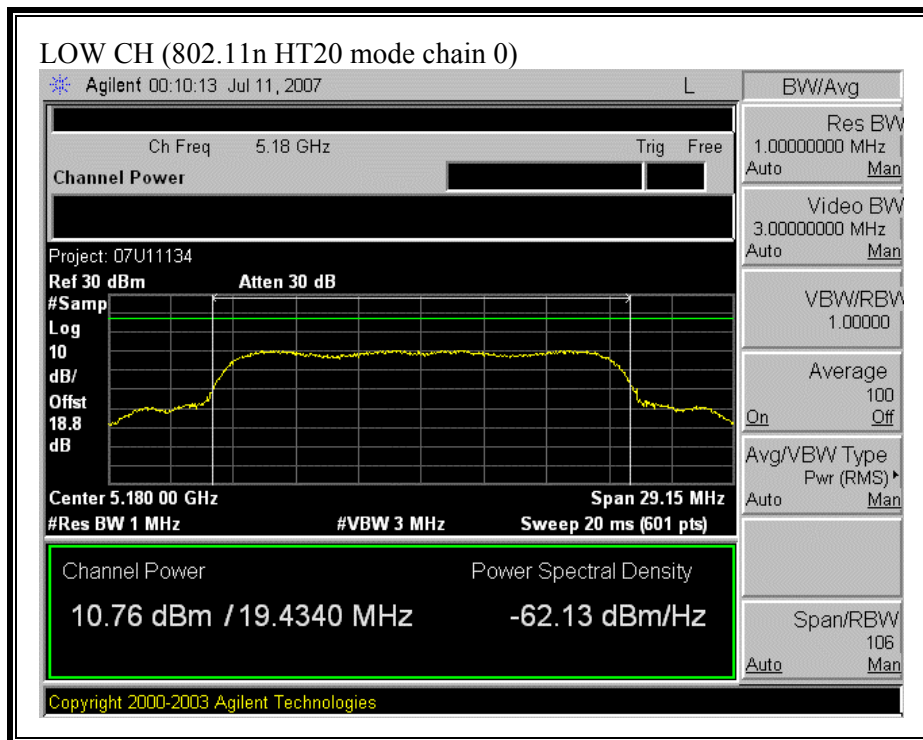 LOW CH (802.11n HT20 mode chain 0)
Agilent 00:10:13 Jul 11, 2007 L
Ch Freq 5.18 GHz Trig Free
Channel Power
Project: 07U11134
Ref 30 dBm Atten 30 dB
#Samp
Log
10
dB/
Offst
18.8
dB
Center 5.180 00 GHz Span 29.15 MHz
#Res BW 1 MHz #VBW 3 MHz Sweep 20 ms (601 pts)
Channel Power Power Spectral Density
10.76 dBm / 19.4340 MHz -62.13 dBm/Hz
Copyright 2000-2003 Agilent Technologies
BW/Avg
Res BW
1.00000000 MHz
Auto Man
Video BW
3.00000000 MHz
Auto Man
VBW/RBW
1.00000
Average
100
On Off
Avg/VBW Type
Pwr (RMS)
Auto Man
Span/RBW
106
Auto Man